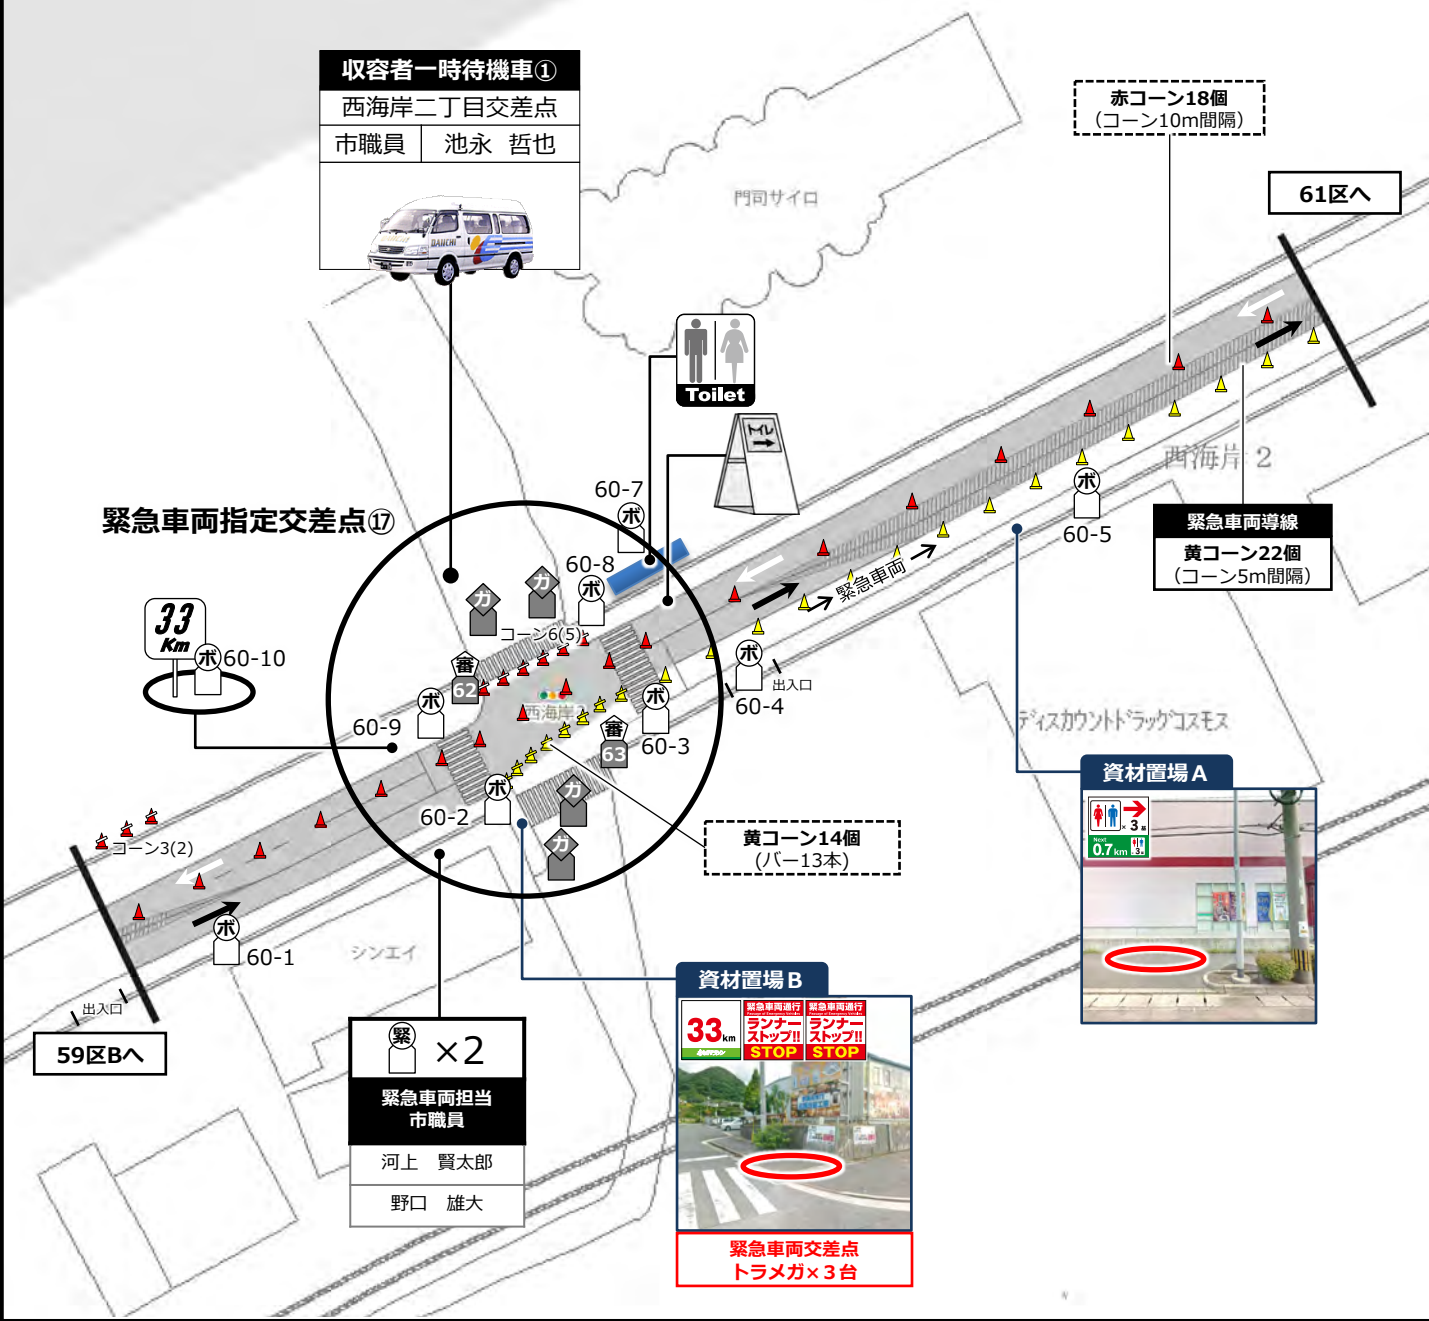 収容者一時待機車①
西海岸二丁目交差点
市職員 池永 哲也
DAIICHI
赤コーン18個
（コーン10m間隔）
門司サイロ
61区へ
Toilet
トイレ
西海岸 2
緊急車両導線
黄コーン22個
（コーン5m間隔）
緊急車両指定交差点⑰
60-7
ボ
60-8
ボ
ガ
ガ
コーン6(5)
ボ
60-5
緊急車両
33
Km
ボ
60-10
番
62
西海岸
ボ
60-9
ボ
60-3
ボ
60-4
出入口
番
63
ボ
60-2
ガ
ガ
ディスカウントドラッグコスモス
コーン3(2)
黄コーン14個
(バー13本)
資材置場A
×3基
Next
0.7km
ボ
60-1
シンエイ
出入口
59区Bへ
資材置場B
33km
緊急車両通行
ランナー
ストップ!!
STOP
緊急車両通行
ランナー
ストップ!!
STOP
緊
×2
緊急車両担当
市職員
河上 賢太郎
野口 雄大
緊急車両交差点
トラメガ×３台